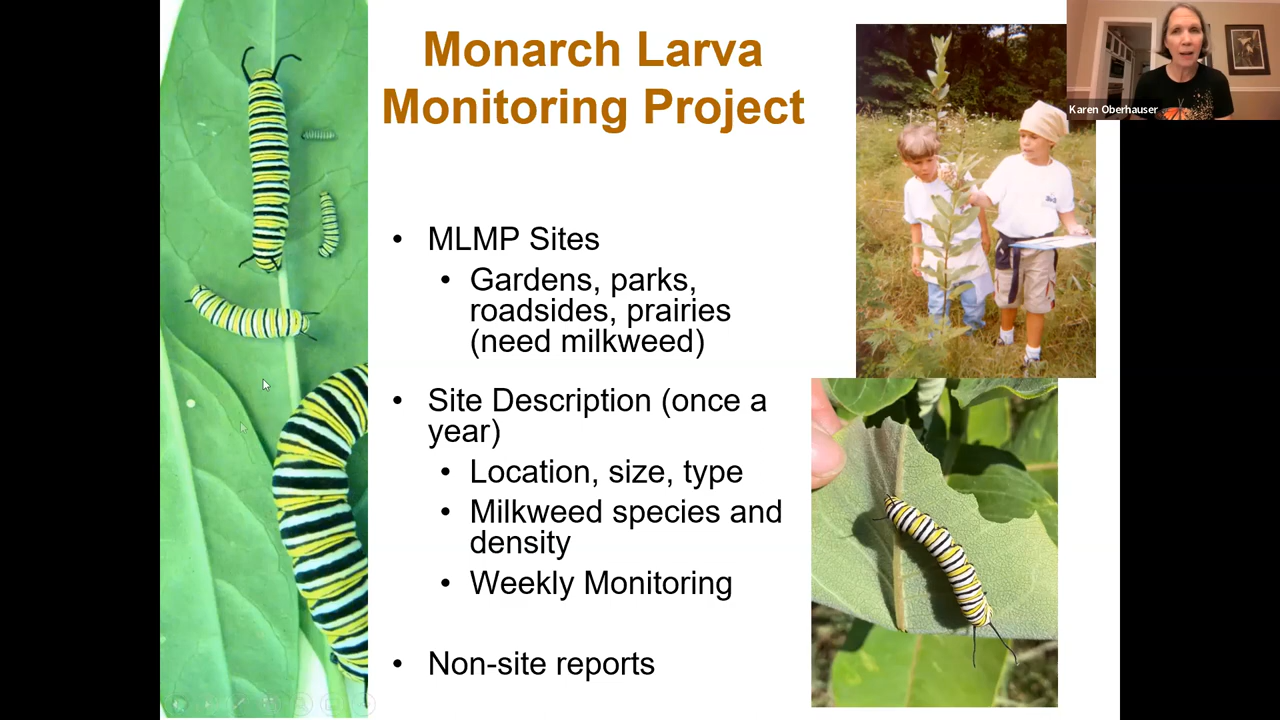 Monarch Larva
Monitoring Project
Karen Oberhauser
• MLMP Sites
• Gardens, parks,
roadsides, prairies
(need milkweed)
• Site Description (once a
year)
• Location, size, type
• Milkweed species and
density
• Weekly Monitoring
• Non-site reports